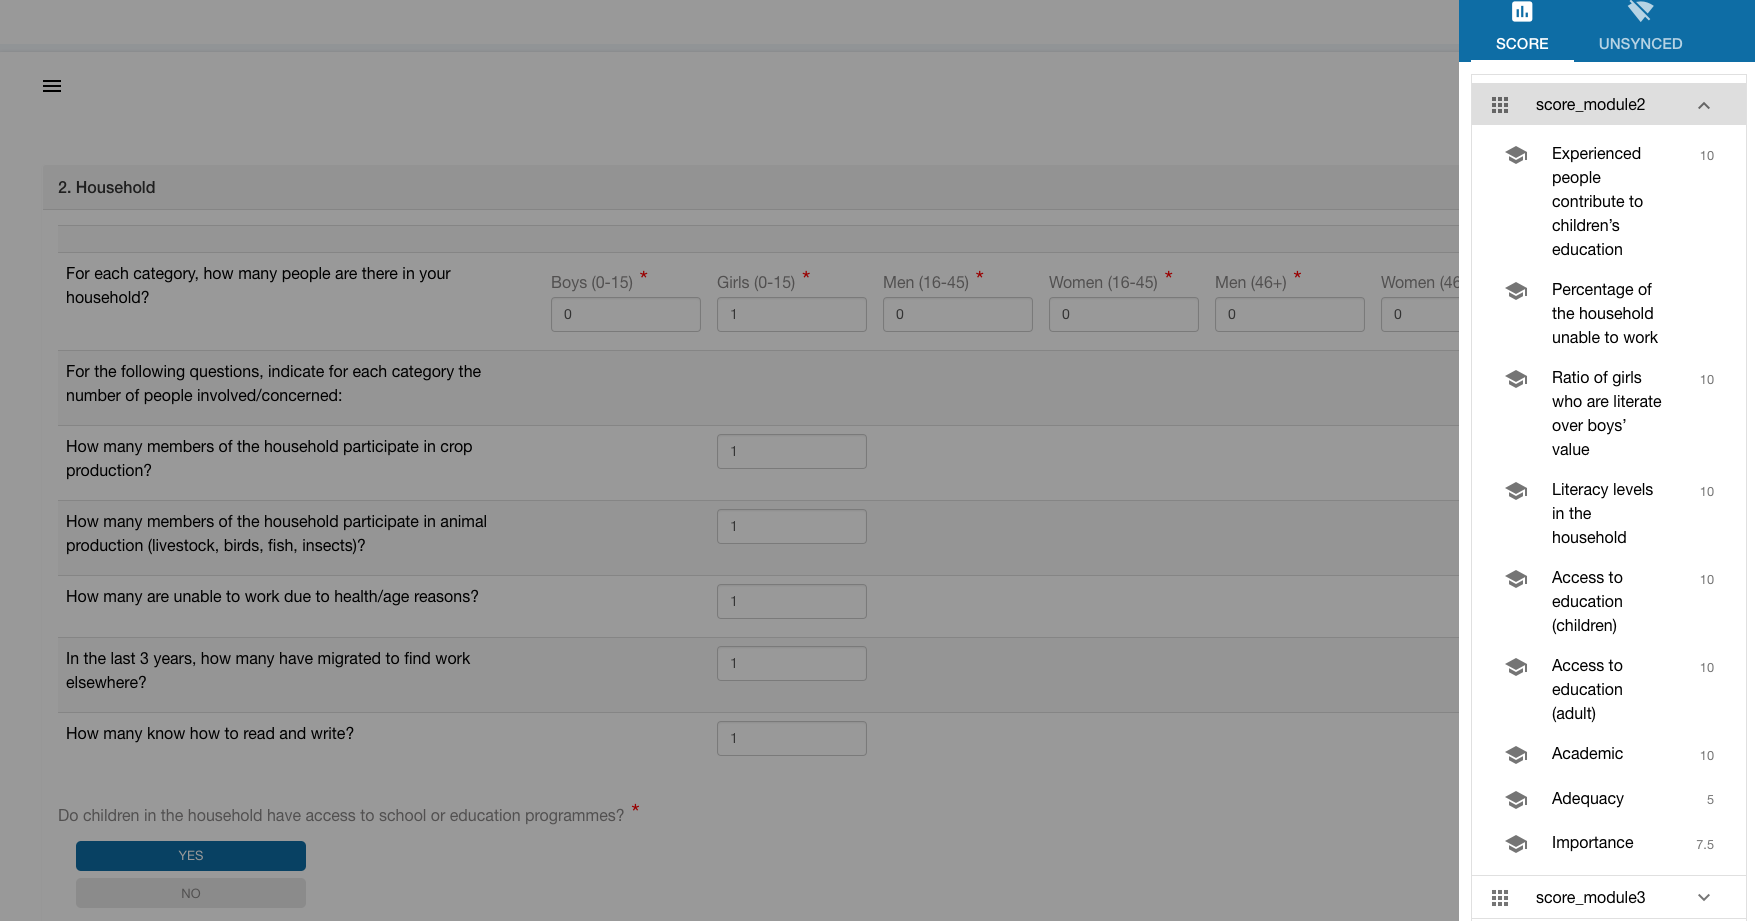 SCORE
UNSYNCED
2. Household
For each category, how many people are there in your
household?
Boys (0-15) *
Girls (0-15) *
Men (16-45) *
Women (16-45) *
Men (46+) *
Women (46
0
1
0
0
0
0
For the following questions, indicate for each category the
number of people involved/concerned:
How many members of the household participate in crop
production?
1
How many members of the household participate in animal
production (livestock, birds, fish, insects)?
1
How many are unable to work due to health/age reasons?
1
In the last 3 years, how many have migrated to find work
elsewhere?
1
How many know how to read and write?
1
Do children in the household have access to school or education programmes? *
YES
NO
score_module2
Experienced
people
contribute to
children’s
education
10
Percentage of
the household
unable to work
Ratio of girls
who are literate
over boys’
value
10
Literacy levels
in the
household
10
Access to
education
(children)
10
Access to
education
(adult)
10
Academic
10
Adequacy
5
Importance
7.5
score_module3